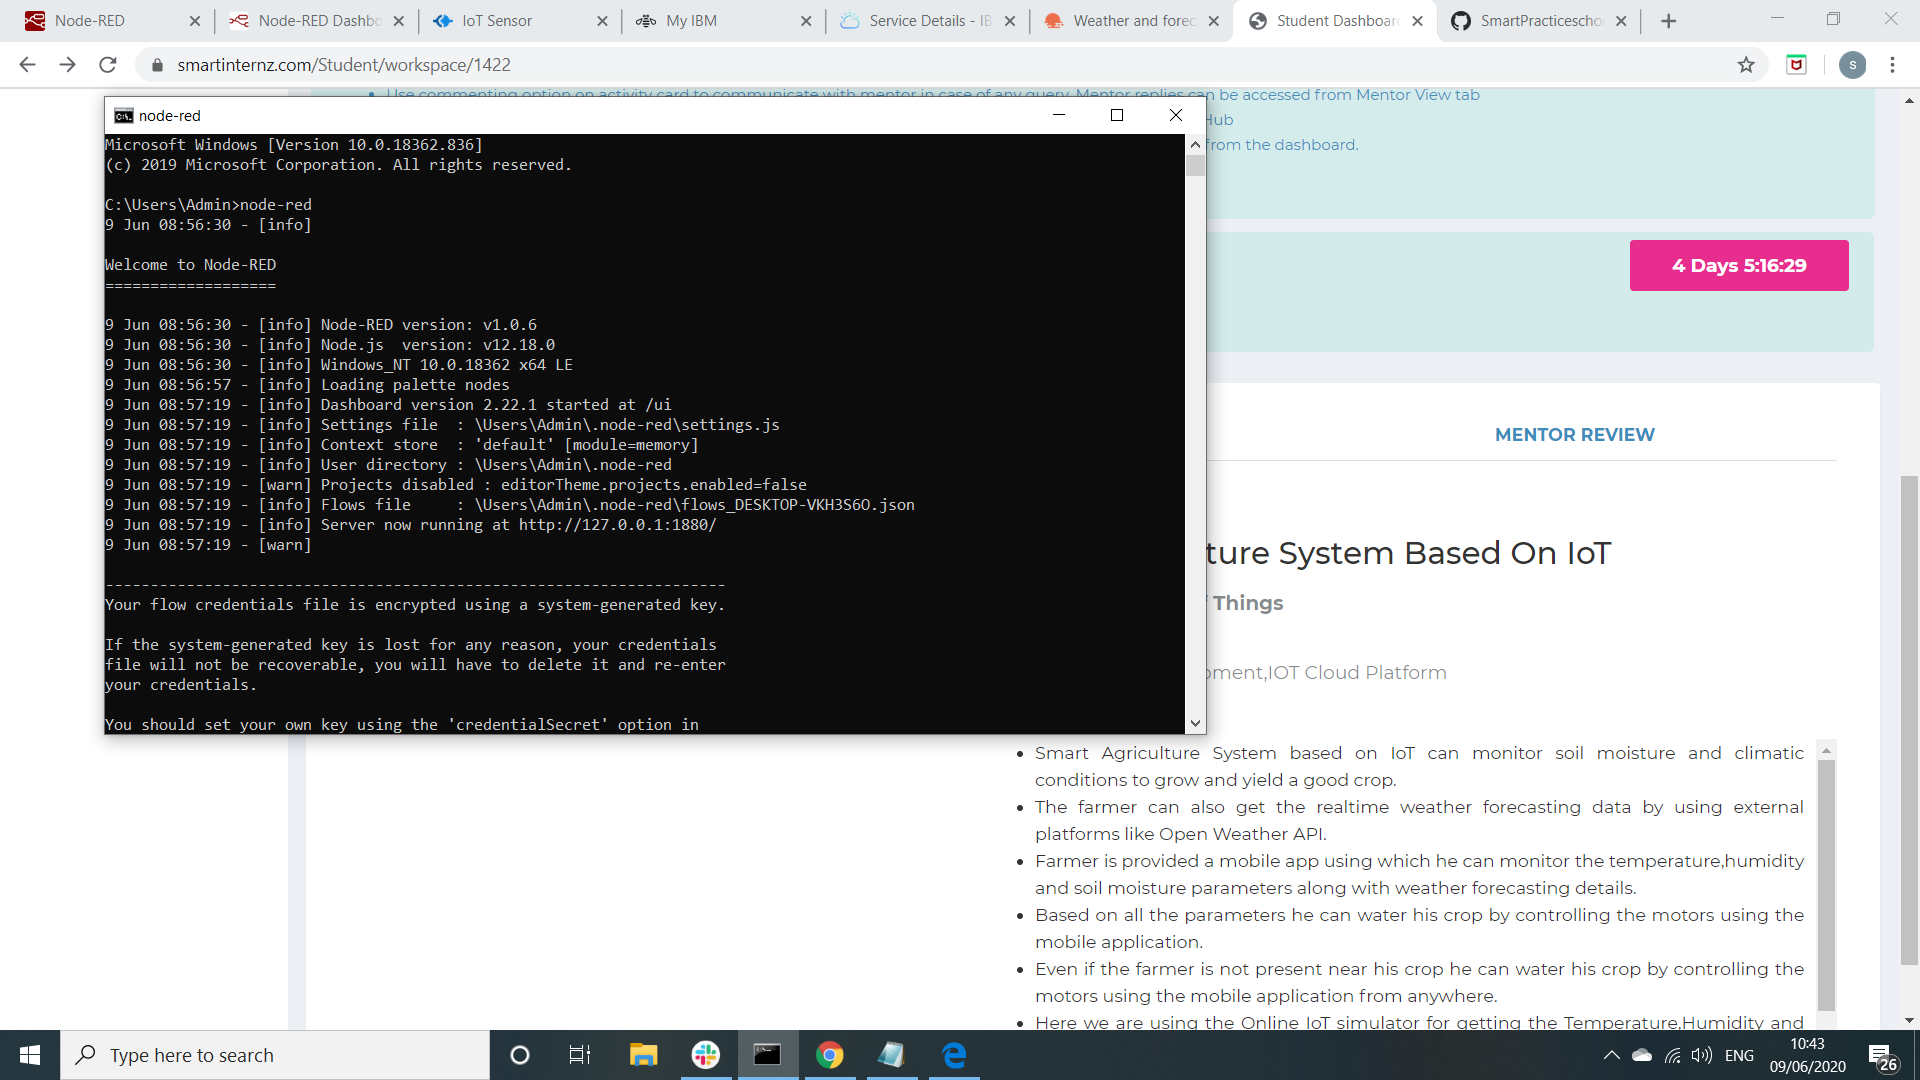 Node-RED
Node-RED Dashbo
IoT Sensor
My IBM
Service Details - IB
Weather and forec
Student Dashboar
SmartPracticescho
smartinternz.com/Student/workspace/1422
s
Use commenting option on activity card to communicate with mentor in case of any query. Mentor replies can be accessed from Mentor View tab
Hub
from the dashboard.
node-red
Microsoft Windows [Version 10.0.18362.836]
(c) 2019 Microsoft Corporation. All rights reserved.
C:\Users\Admin>node-red
9 Jun 08:56:30 - [info]
Welcome to Node-RED
===================
9 Jun 08:56:30 - [info] Node-RED version: v1.0.6
9 Jun 08:56:30 - [info] Node.js  version: v12.18.0
9 Jun 08:56:30 - [info] Windows_NT 10.0.18362 x64 LE
9 Jun 08:56:57 - [info] Loading palette nodes
9 Jun 08:57:19 - [info] Dashboard version 2.22.1 started at /ui
9 Jun 08:57:19 - [info] Settings file  : \Users\Admin\.node-red\settings.js
9 Jun 08:57:19 - [info] Context store  : 'default' [module=memory]
9 Jun 08:57:19 - [info] User directory : \Users\Admin\.node-red
9 Jun 08:57:19 - [warn] Projects disabled : editorTheme.projects.enabled=false
9 Jun 08:57:19 - [info] Flows file     : \Users\Admin\.node-red\flows_DESKTOP-VKH3S6O.json
9 Jun 08:57:19 - [info] Server now running at http://127.0.0.1:1880/
9 Jun 08:57:19 - [warn]
---------------------------------------------------------------------
Your flow credentials file is encrypted using a system-generated key.
If the system-generated key is lost for any reason, your credentials
file will not be recoverable, you will have to delete it and re-enter
your credentials.
You should set your own key using the 'credentialSecret' option in
4 Days 5:16:29
MENTOR REVIEW
ture System Based On IoT
f Things
pment,IOT Cloud Platform
• Smart Agriculture System based on IoT can monitor soil moisture and climatic
conditions to grow and yield a good crop.
• The farmer can also get the realtime weather forecasting data by using external
platforms like Open Weather API.
• Farmer is provided a mobile app using which he can monitor the temperature,humidity
and soil moisture parameters along with weather forecasting details.
• Based on all the parameters he can water his crop by controlling the motors using the
mobile application.
• Even if the farmer is not present near his crop he can water his crop by controlling the
motors using the mobile application from anywhere.
• Here we are using the Online IoT simulator for getting the Temperature,Humidity and
Type here to search
ENG
10:43
09/06/2020
26